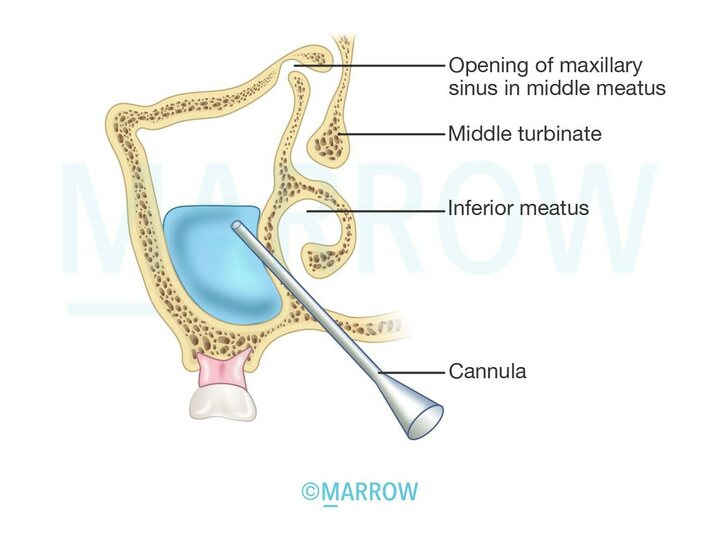 Opening of maxillary
sinus in middle meatus
Middle turbinate
MARROW
Inferior meatus
Cannula
©MARROW